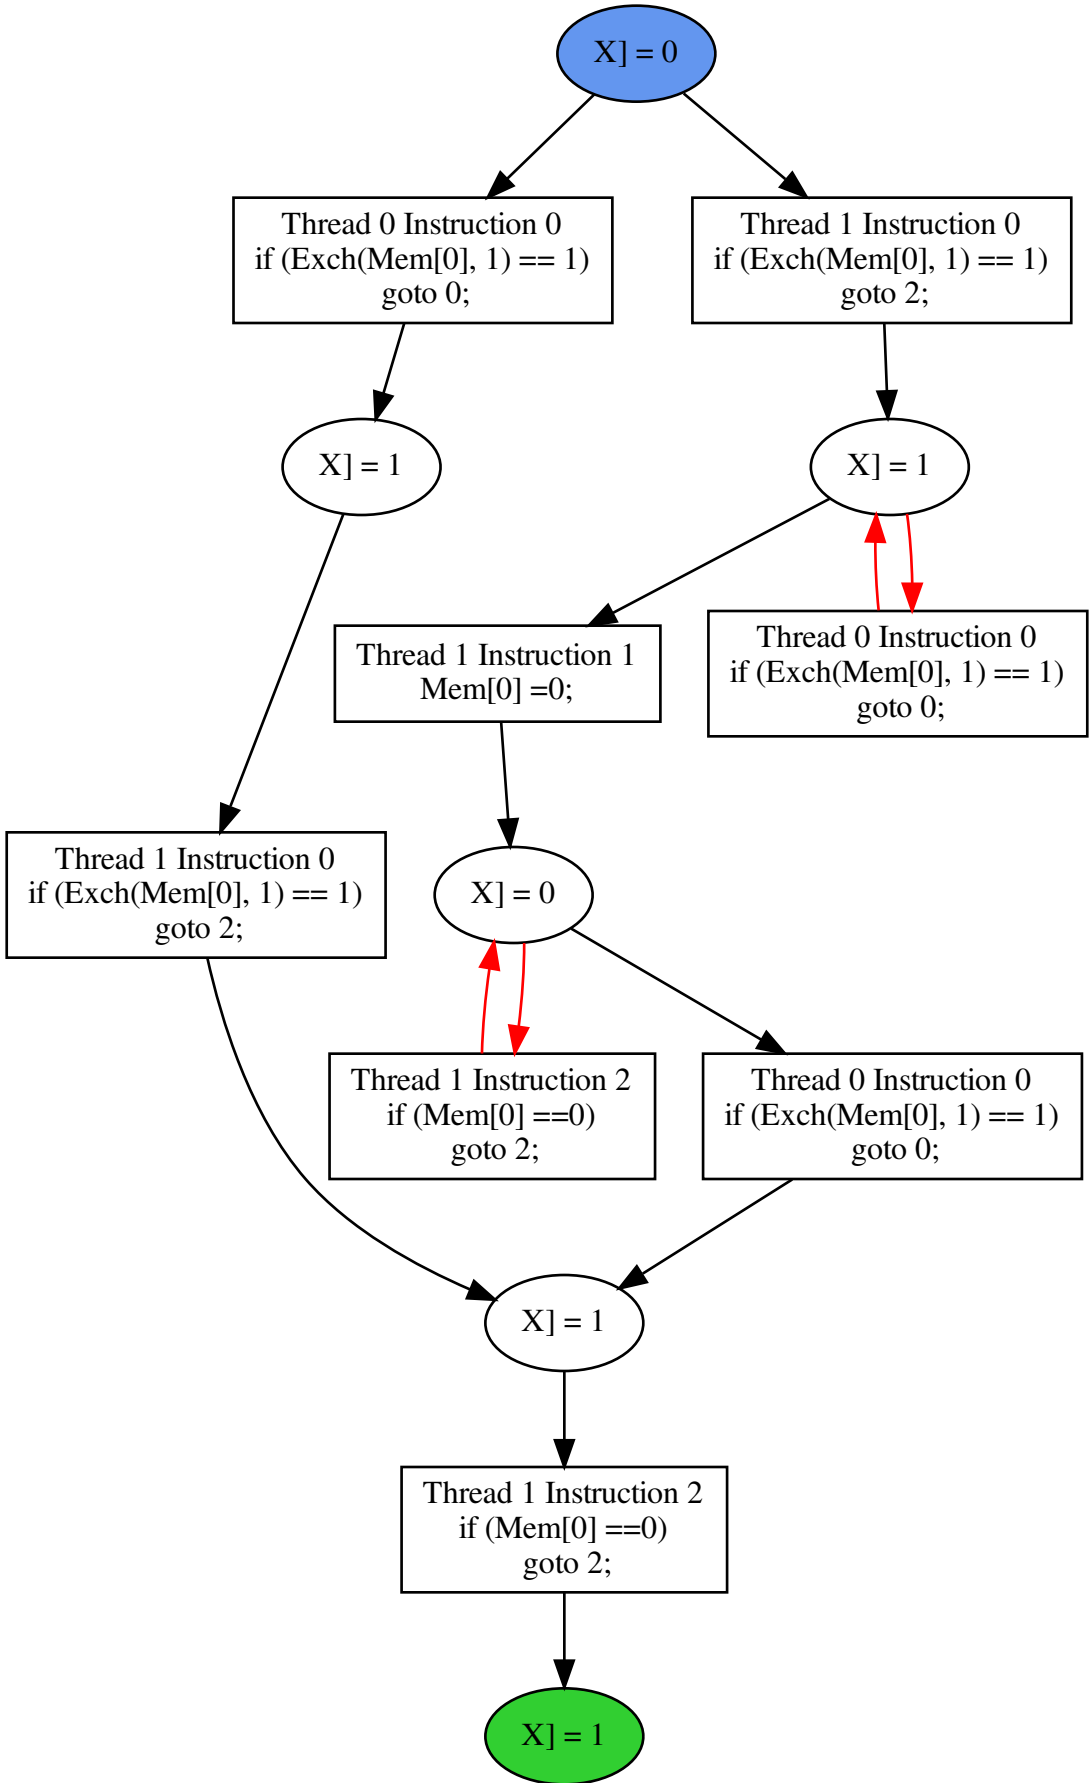 X] = 0
Thread 0 Instruction 0
if (Exch(Mem[0], 1) == 1)
goto 0;
Thread 1 Instruction 0
if (Exch(Mem[0], 1) == 1)
goto 2;
X] = 1
X] = 1
Thread 1 Instruction 1
Mem[0] =0;
Thread 0 Instruction 0
if (Exch(Mem[0], 1) == 1)
goto 0;
Thread 1 Instruction 0
if (Exch(Mem[0], 1) == 1)
goto 2;
X] = 0
Thread 1 Instruction 2
if (Mem[0] ==0)
goto 2;
Thread 0 Instruction 0
if (Exch(Mem[0], 1) == 1)
goto 0;
X] = 1
Thread 1 Instruction 2
if (Mem[0] ==0)
goto 2;
X] = 1